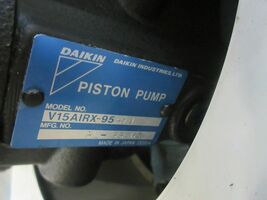 DAIKIN DAIKIN INDUSTRIES, LTD.
PISTON PUMP
MODEL NO.
V15A1RX-95
MFG. NO.
MADE IN JAPAN